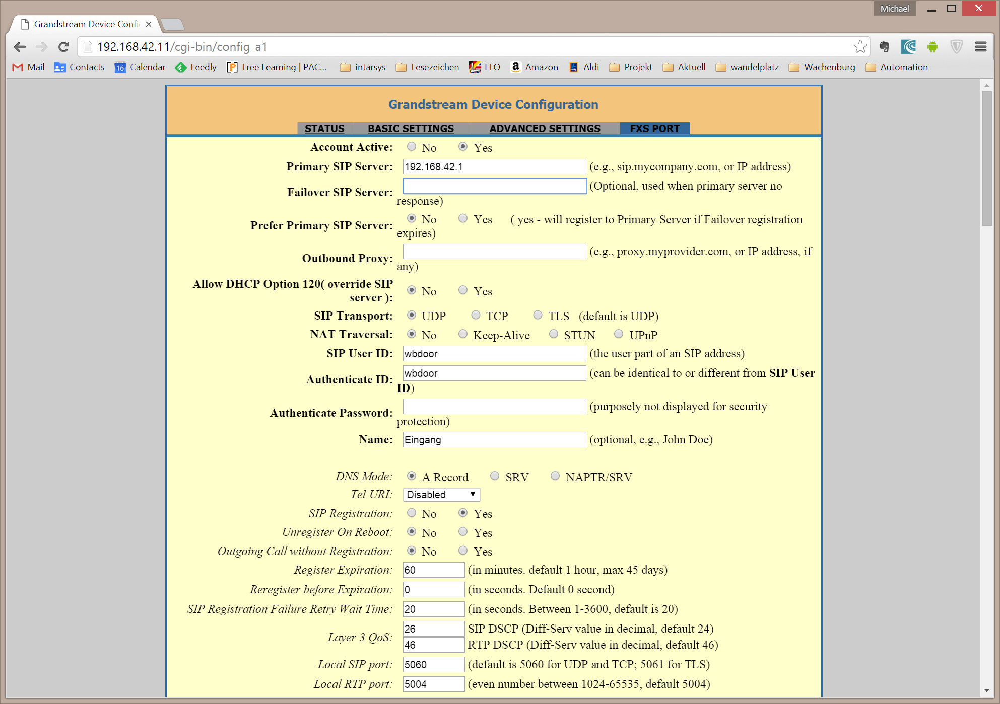 Michael
Grandstream Device Confi
192.168.42.11/cgi-bin/config_a1
Mail Contacts 16 Calendar Feedly [P] Free Learning | PAC... intarsys Lesezeichen LEO a Amazon ALDI Aldi Projekt Aktuell wandelplatz Wachenburg Automation
Grandstream Device Configuration
STATUS BASIC SETTINGS ADVANCED SETTINGS FXS PORT
Account Active: No Yes
Primary SIP Server: 192.168.42.1 (e.g., sip.mycompany.com, or IP address)
Failover SIP Server: (Optional, used when primary server no
response)
Prefer Primary SIP Server: No Yes ( yes - will register to Primary Server if Failover registration
expires)
Outbound Proxy: (e.g., proxy.myprovider.com, or IP address, if
any)
Allow DHCP Option 120( override SIP
server ): No Yes
SIP Transport: UDP TCP TLS (default is UDP)
NAT Traversal: No Keep-Alive STUN UPnP
SIP User ID: wbdoor (the user part of an SIP address)
Authenticate ID: wbdoor (can be identical to or different from SIP User
ID)
Authenticate Password: (purposely not displayed for security
protection)
Name: Eingang (optional, e.g., John Doe)
DNS Mode: A Record SRV NAPTR/SRV
Tel URI: Disabled
SIP Registration: No Yes
Unregister On Reboot: No Yes
Outgoing Call without Registration: No Yes
Register Expiration: 60 (in minutes. default 1 hour, max 45 days)
Reregister before Expiration: 0 (in seconds. Default 0 second)
SIP Registration Failure Retry Wait Time: 20 (in seconds. Between 1-3600, default is 20)
Layer 3 QoS: 26 SIP DSCP (Diff-Serv value in decimal, default 24)
46 RTP DSCP (Diff-Serv value in decimal, default 46)
Local SIP port: 5060 (default is 5060 for UDP and TCP; 5061 for TLS)
Local RTP port: 5004 (even number between 1024-65535, default 5004)